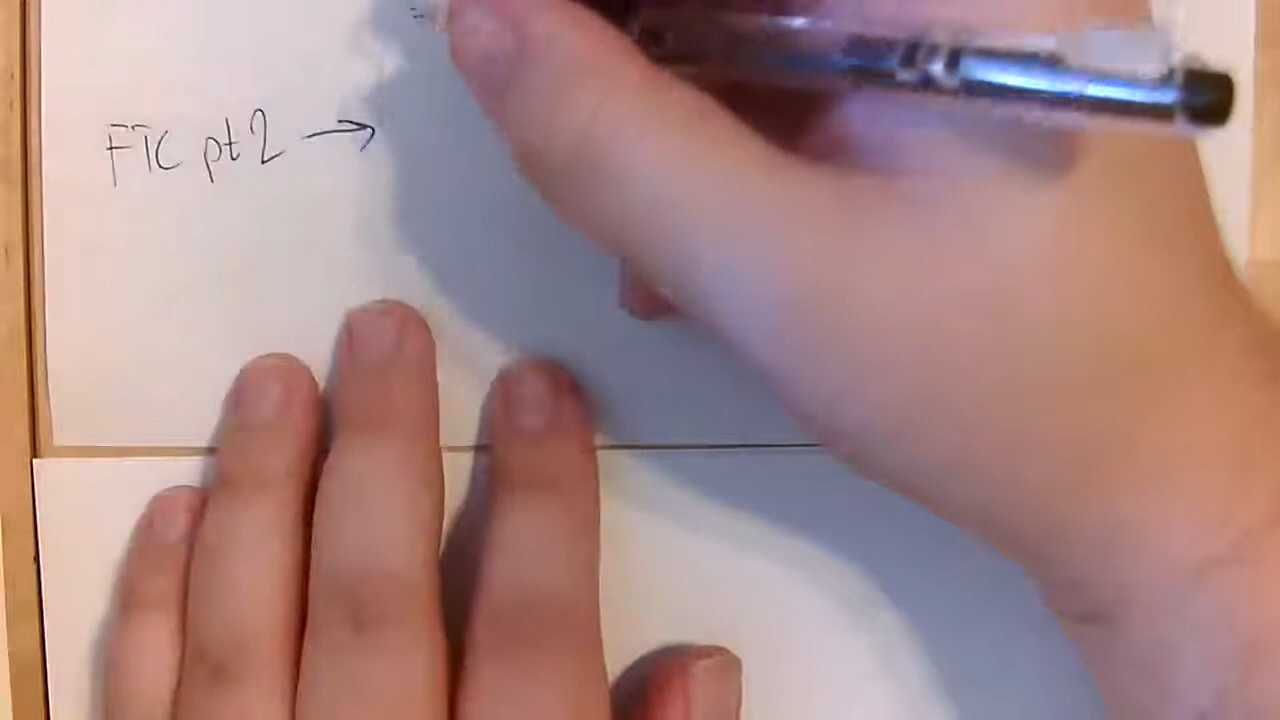 =
FTC pt 2 →